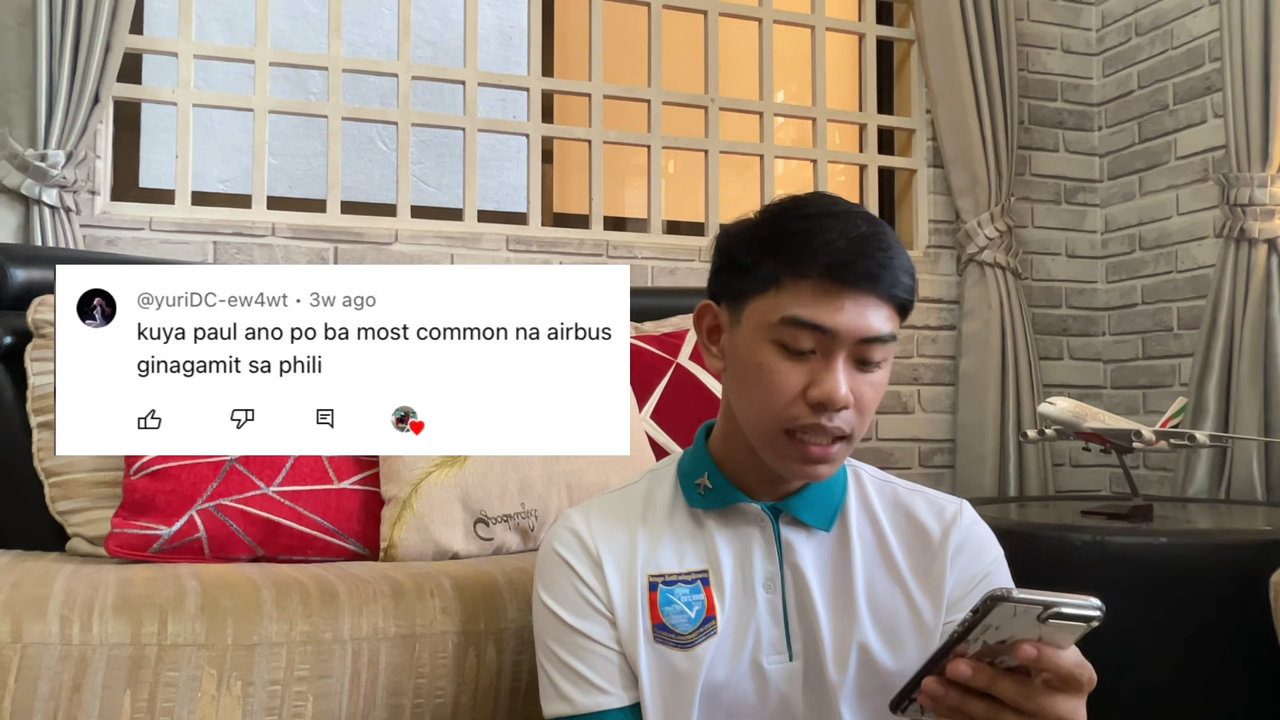 @yuriDC-ew4wt • 3w ago
kuya paul ano po ba most common na airbus
ginagamit sa phili